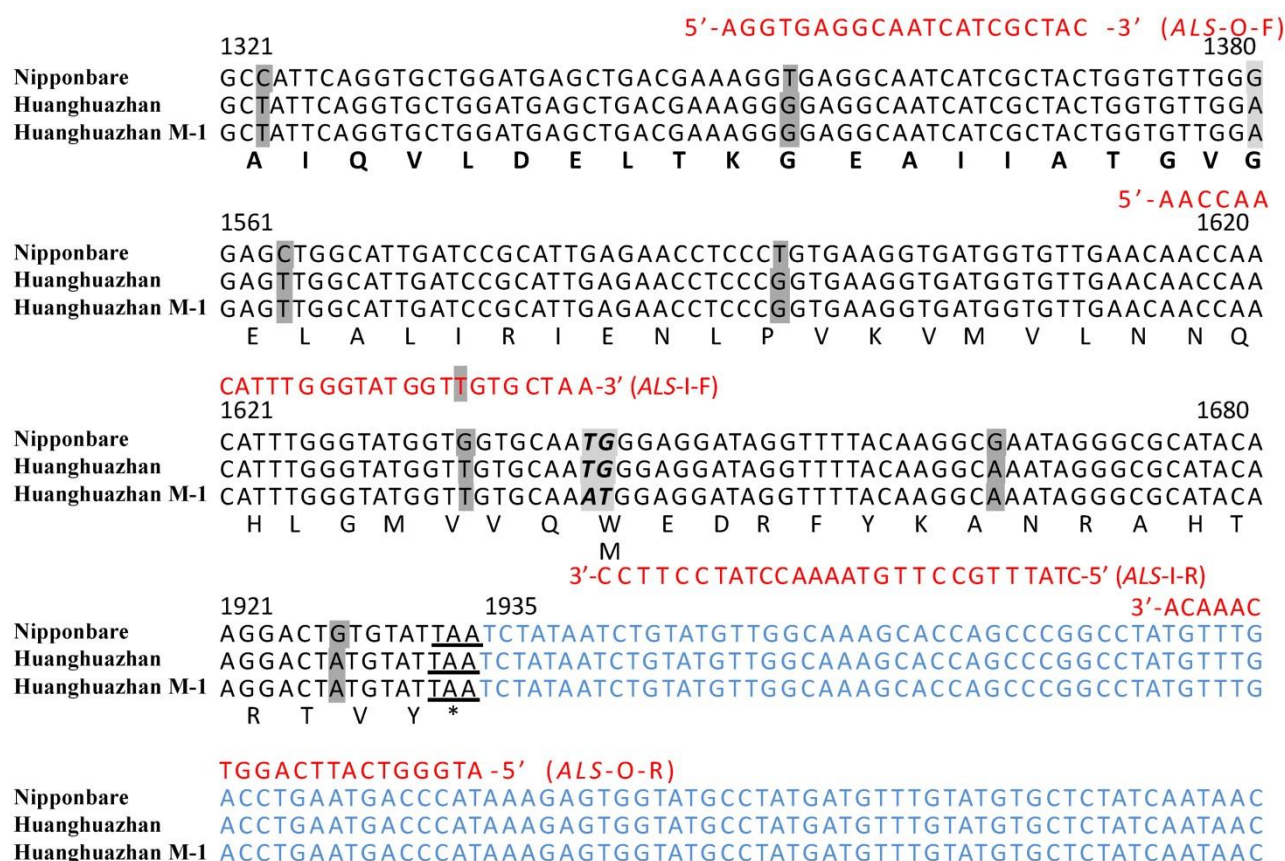 5’-AGGTGAGGCAATCATCGCTAC -3’ (ALS-O-F)
1321 1380
Nipponbare GCCATTCAGGTGCTGGATGAGCTGACGAAAGGTGAGGCAATCATCGCTACTGGTGTTGGG
Huanghuazhan GCTATTCAGGTGCTGGATGAGCTGACGAAAGGGGAGGCAATCATCGCTACTGGTGTTGGA
Huanghuazhan M-1 GCTATTCAGGTGCTGGATGAGCTGACGAAAGGGGAGGCAATCATCGCTACTGGTGTTGGA
A I Q V L D E L T K G E A I I A T G V G
5’-AACCAA
1561 1620
Nipponbare GAGCTGGCATTGATCCGCATTGAGAACCTCCCTGTGAAGGTGATGGTGTTGAACAACCAA
Huanghuazhan GAGTTGGCATTGATCCGCATTGAGAACCTCCCGGTGAAGGTGATGGTGTTGAACAACCAA
Huanghuazhan M-1 GAGTTGGCATTGATCCGCATTGAGAACCTCCCGGTGAAGGTGATGGTGTTGAACAACCAA
E L A L I R I E N L P V K V M V L N N Q
CATTTGGGTATGGTTGTGCTAA-3’ (ALS-I-F)
1621 1680
Nipponbare CATTTGGGTATGGTGGTGCAATGGGAGGATAGGTTTTACAAGGCGAATAGGGCGCATACA
Huanghuazhan CATTTGGGTATGGTTGTGCAATGGGAGGATAGGTTTTACAAGGCAAATAGGGCGCATACA
Huanghuazhan M-1 CATTTGGGTATGGTTGTGCAAATGGAGGATAGGTTTTACAAGGCAAATAGGGCGCATACA
H L G M V V Q W E D R F Y K A N R A H T
M
3’-CCTTCCTATCCAAAATGTTCCGTTTATC-5’ (ALS-I-R)
1921 1935 3’-ACAAAC
Nipponbare AGGACTGTGTATTAATCTATAATCTGTATGTTGGCAAAGCACCAGCCCGGCCTATGTTTG
Huanghuazhan AGGACTATGTATTAATCTATAATCTGTATGTTGGCAAAGCACCAGCCCGGCCTATGTTTG
Huanghuazhan M-1 AGGACTATGTATTAATCTATAATCTGTATGTTGGCAAAGCACCAGCCCGGCCTATGTTTG
R T V Y *
TGGACTTACTGGGTA -5’ (ALS-O-R)
Nipponbare ACCTGAATGACCCATAAAGAGTGGTATGCCTATGATGTTTGTATGTGCTCTATCAATAAC
Huanghuazhan ACCTGAATGACCCATAAAGAGTGGTATGCCTATGATGTTTGTATGTGCTCTATCAATAAC
Huanghuazhan M-1 ACCTGAATGACCCATAAAGAGTGGTATGCCTATGATGTTTGTATGTGCTCTATCAATAAC